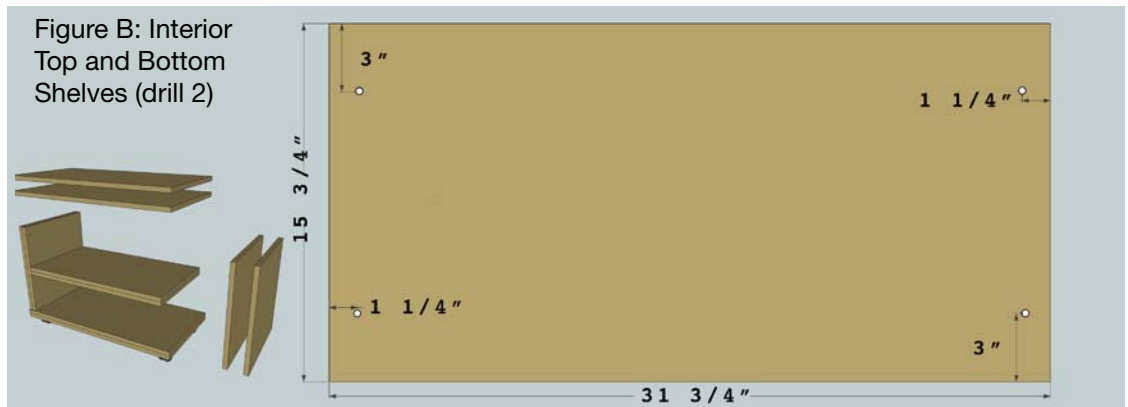 Figure B: Interior
Top and Bottom
Shelves (drill 2)
3"
1 1/4"
15 3/4"
1 1/4"
3"
31 3/4"